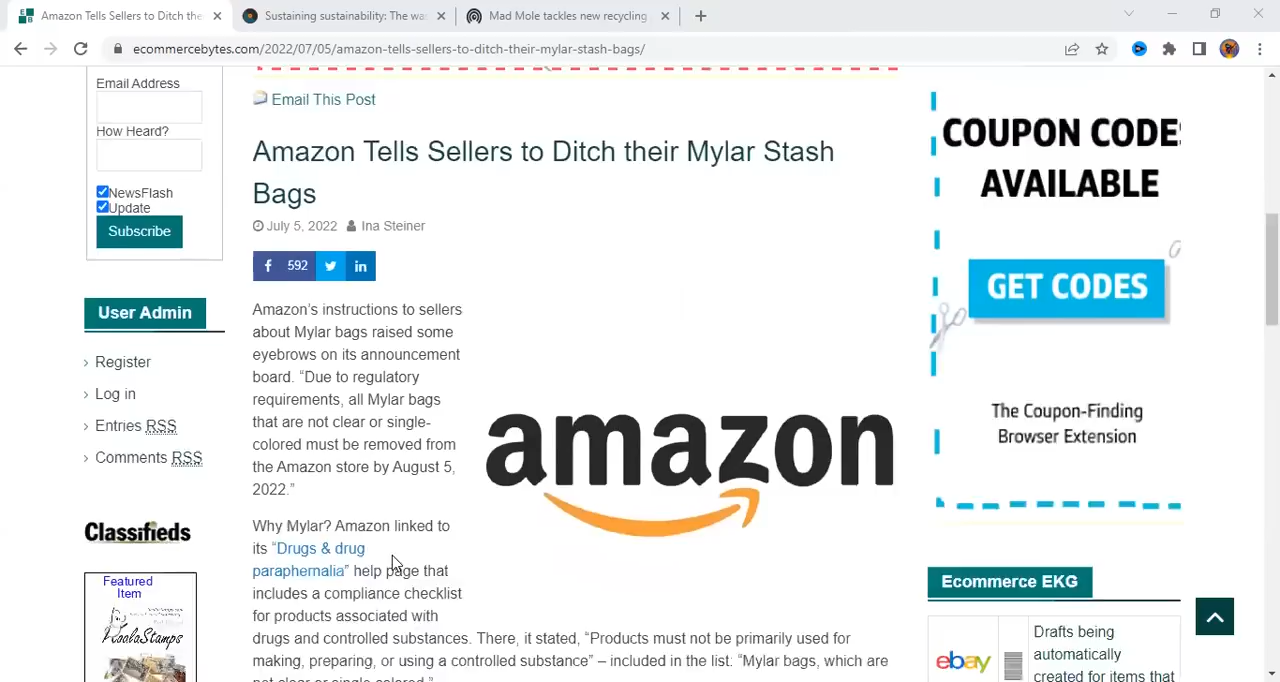 Amazon Tells Sellers to Ditch the
Sustaining sustainability: The was
Mad Mole tackles new recycling
ecommercebytes.com/2022/07/05/amazon-tells-sellers-to-ditch-their-mylar-stash-bags/
Email Address
How Heard?
NewsFlash
Update
Subscribe
User Admin
Register
Log in
Entries RSS
Comments RSS
Classifieds
Featured
Item
KoolaStamps
Email This Post
Amazon Tells Sellers to Ditch their Mylar Stash
Bags
July 5, 2022 Ina Steiner
f 592 in
Amazon's instructions to sellers
about Mylar bags raised some
eyebrows on its announcement
board. “Due to regulatory
requirements, all Mylar bags
that are not clear or single-
colored must be removed from
the Amazon store by August 5,
2022.”
Why Mylar? Amazon linked to
its “Drugs & drug
paraphernalia” help page that
includes a compliance checklist
for products associated with
drugs and controlled substances. There, it stated, “Products must not be primarily used for
making, preparing, or using a controlled substance” – included in the list: “Mylar bags, which are
not clear or single colored.”
amazon
COUPON CODES
AVAILABLE
GET CODES
The Coupon-Finding
Browser Extension
Ecommerce EKG
ebay
Drafts being
automatically
created for items that